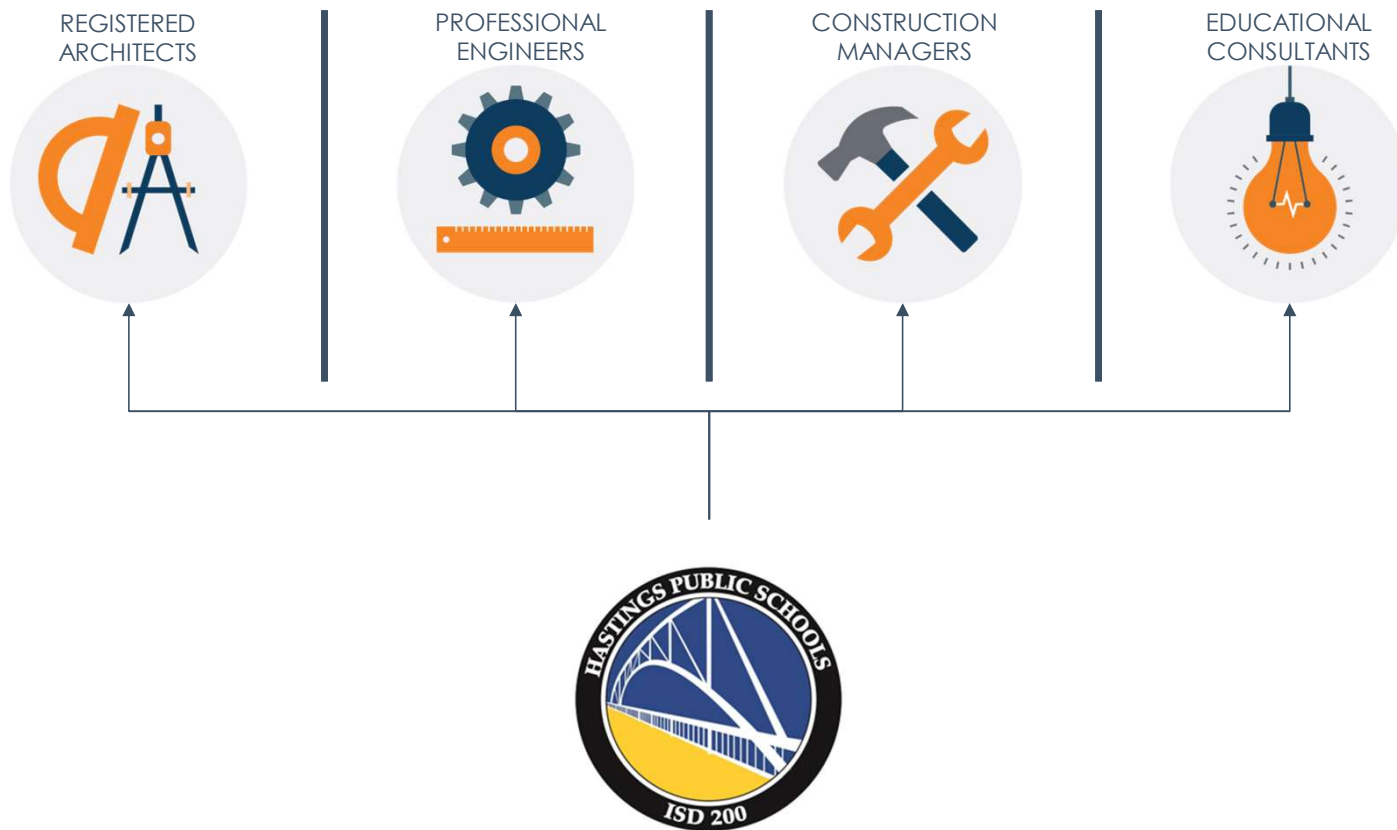 REGISTERED
ARCHITECTS
PROFESSIONAL
ENGINEERS
CONSTRUCTION
MANAGERS
EDUCATIONAL
CONSULTANTS
HASTINGS PUBLIC SCHOOLS
ISD 200